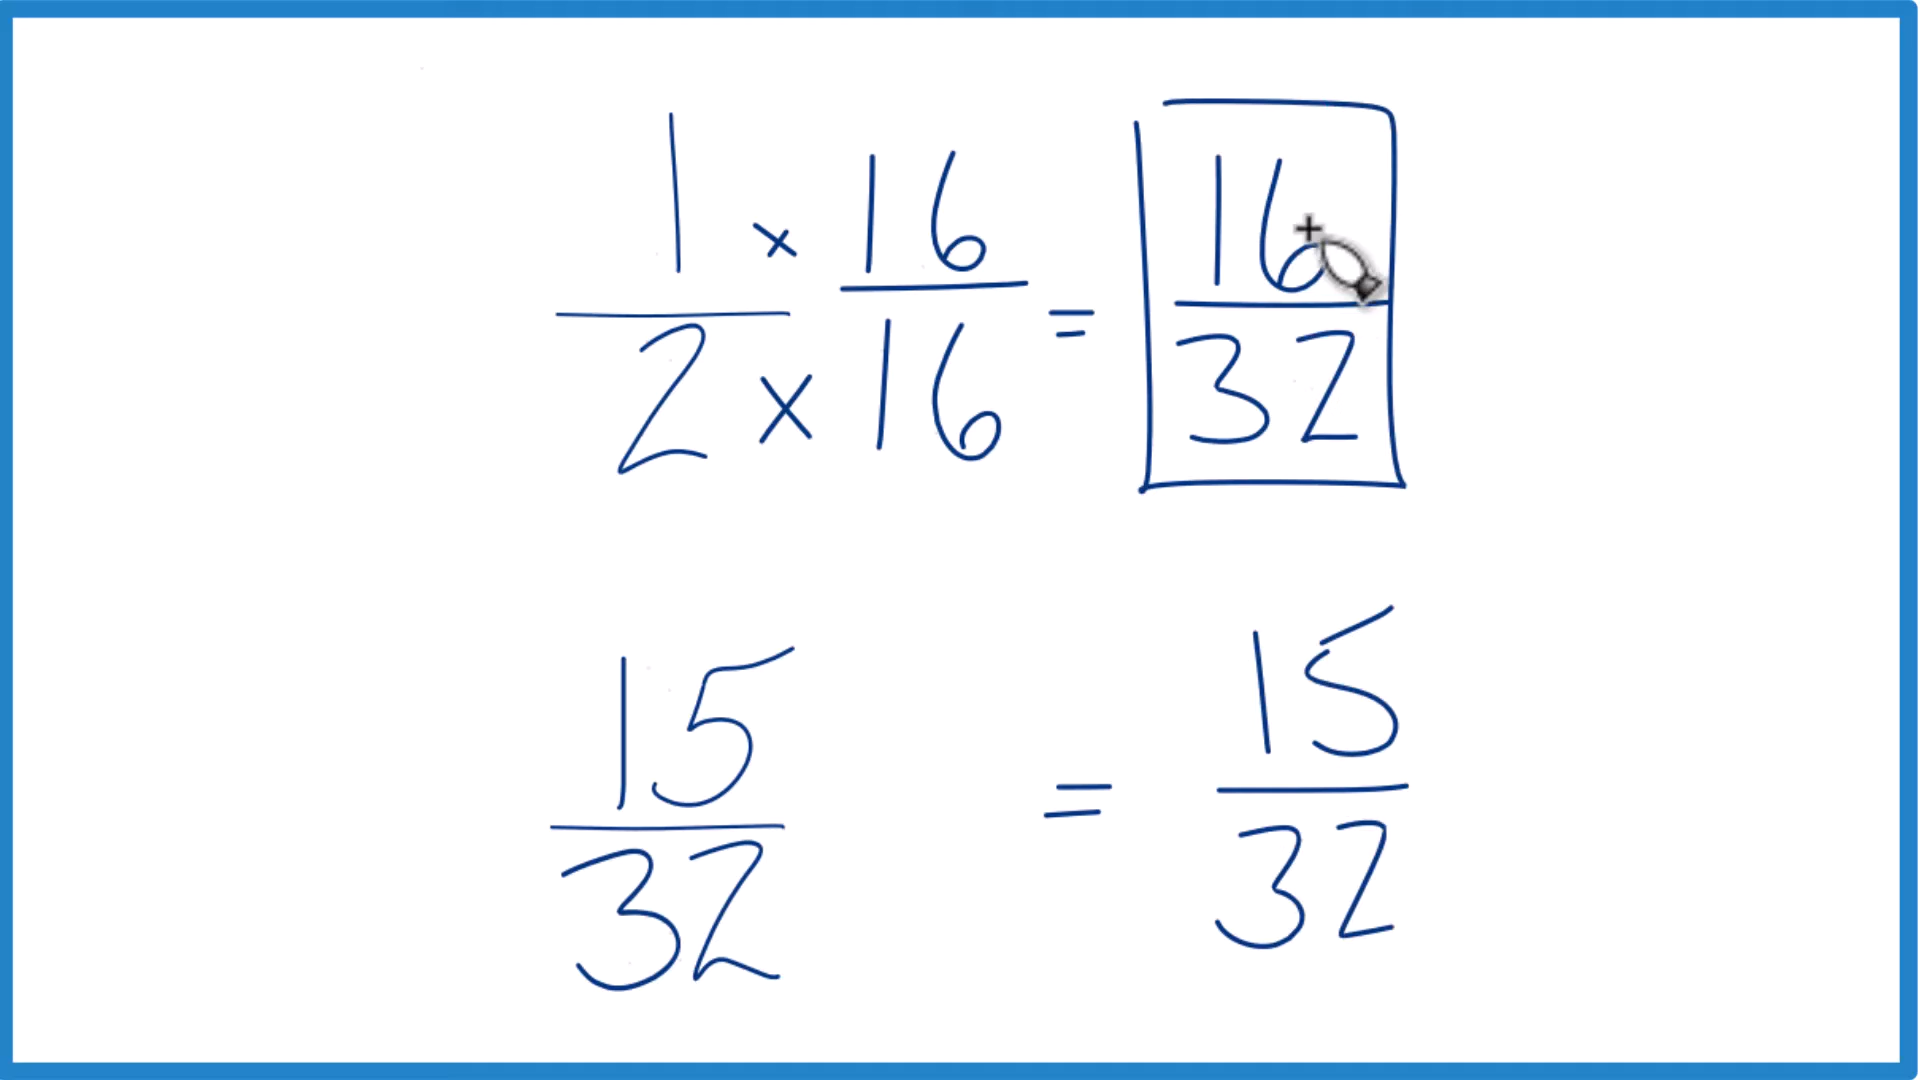 1 × 16 / 2 × 16 = 16 / 32
15 / 32 = 15 / 32